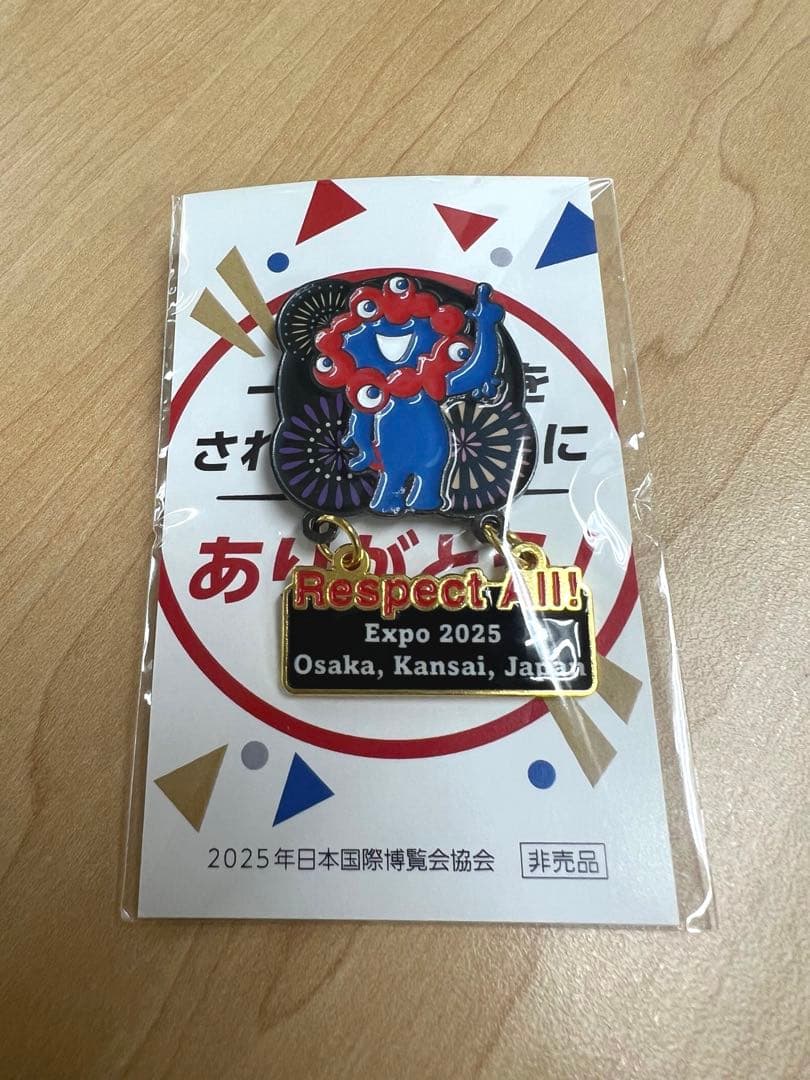 を
され
に
ありがとう!
Respect All!
Expo 2025
Osaka, Kansai, Japan
2025年日本国際博覧会協会
非売品